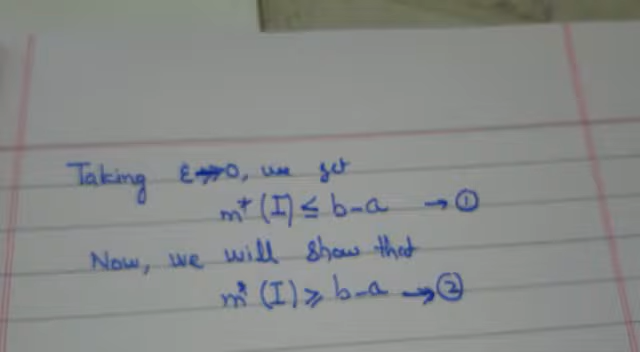 Taking ε→0, we get
m*(I) ≤ b-a → ①
Now, we will show that
m*(I) ≥ b-a → ②